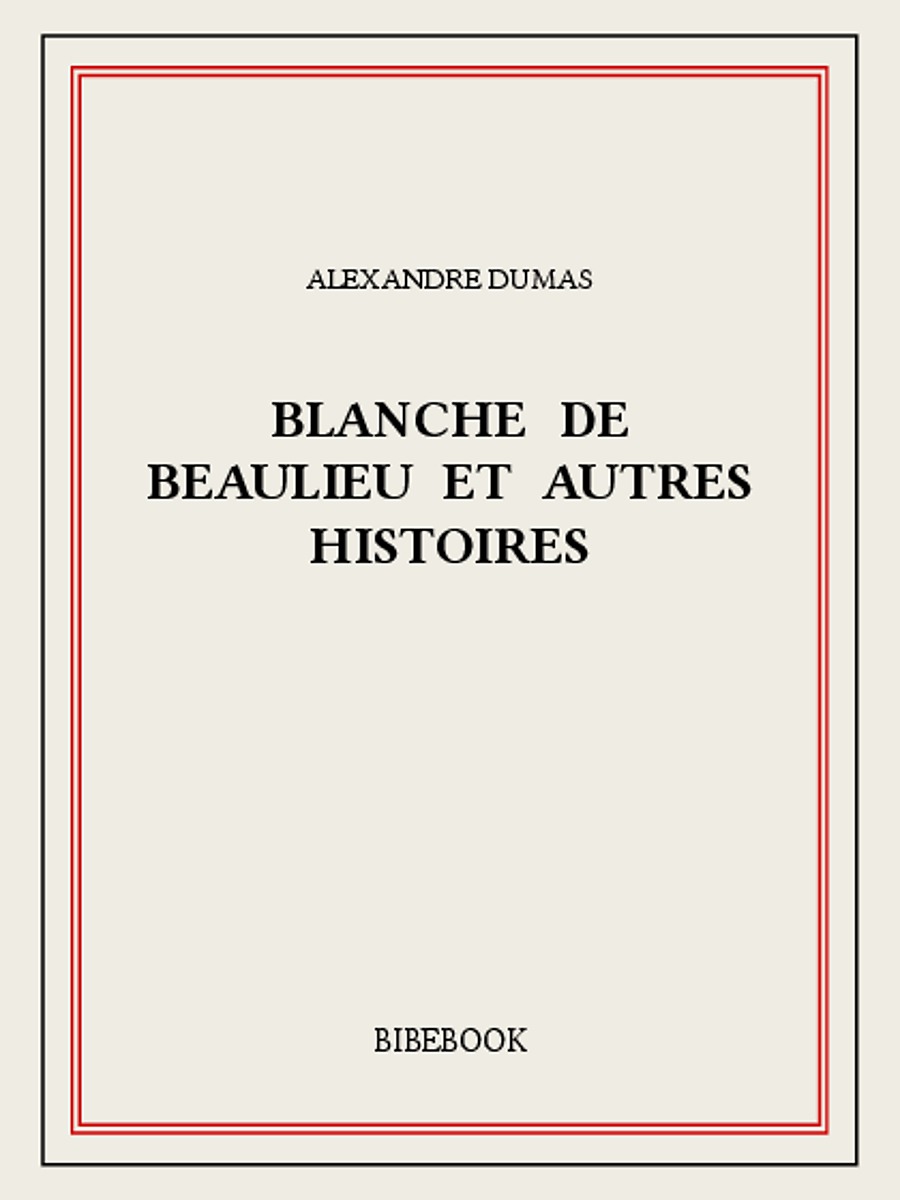 ALEXANDRE DUMAS
BLANCHE DE
BEAULIEU ET AUTRES
HISTOIRES
BIBEBOOK